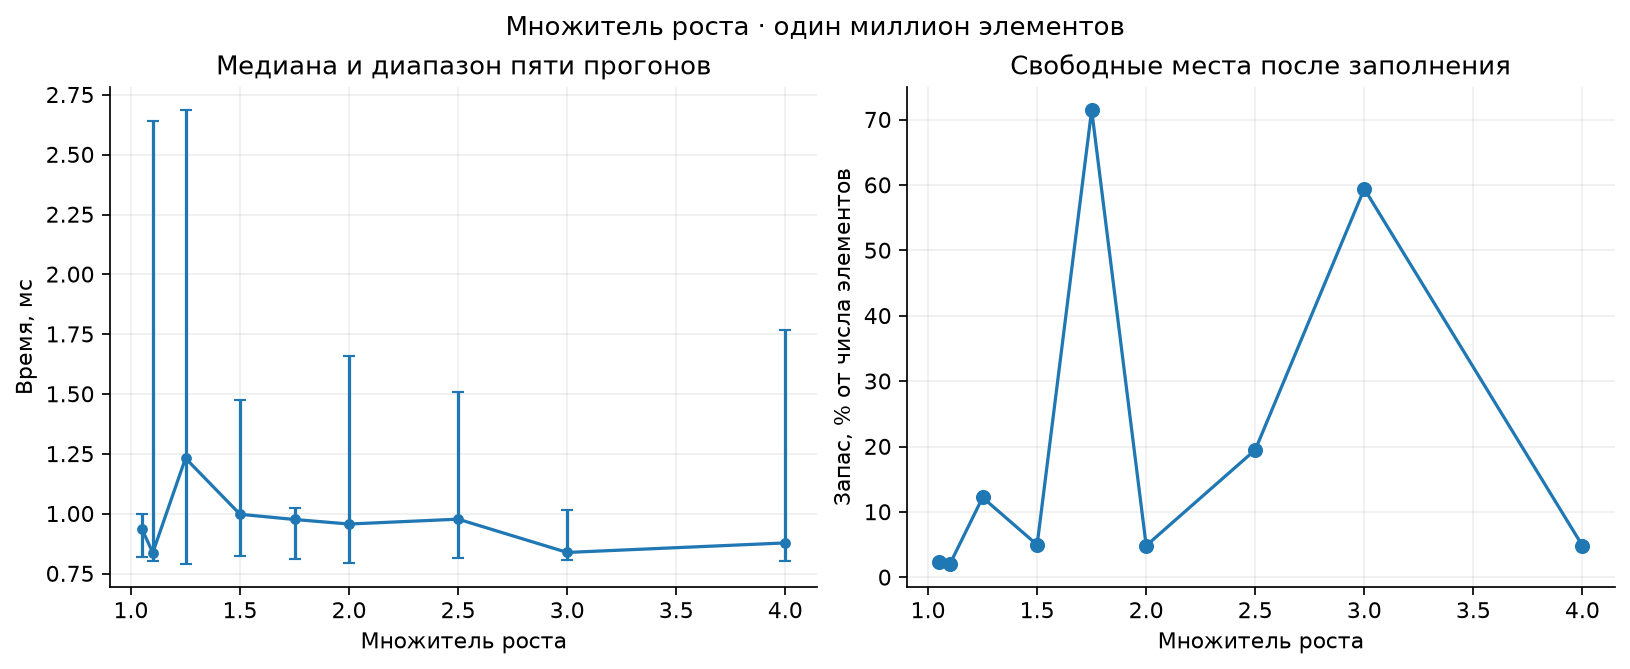 Множитель роста · один миллион элементов
Медиана и диапазон пяти прогонов
Время, мс
2.75
2.50
2.25
2.00
1.75
1.50
1.25
1.00
0.75
1.0 1.5 2.0 2.5 3.0 3.5 4.0
Множитель роста
Свободные места после заполнения
Запас, % от числа элементов
70
60
50
40
30
20
10
0
1.0 1.5 2.0 2.5 3.0 3.5 4.0
Множитель роста